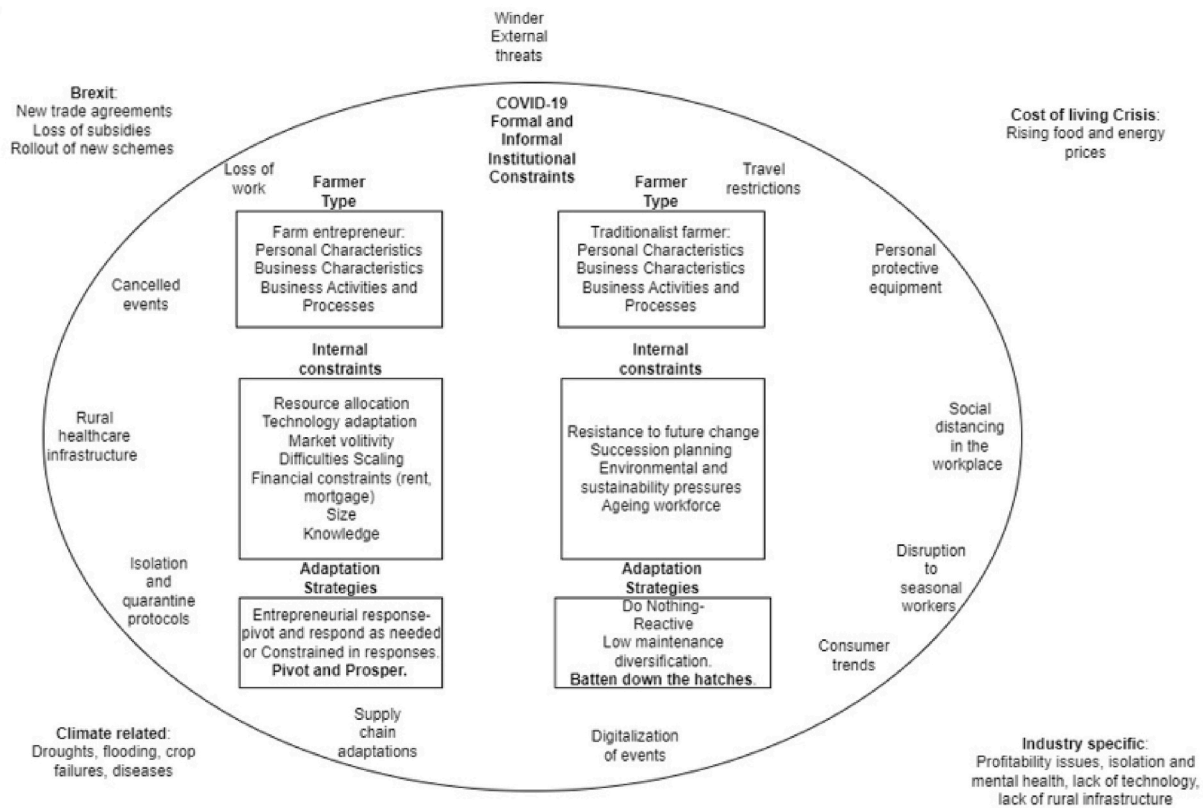 Winder
External
threats
Brexit:
New trade agreements
Loss of subsidies
Rollout of new schemes
Cost of living Crisis:
Rising food and energy
prices
COVID-19
Formal and
Informal
Institutional
Constraints
Loss of
work
Travel
restrictions
Farmer
Type
Farm entrepreneur:
Personal Characteristics
Business Characteristics
Business Activities and
Processes
Farmer
Type
Traditionalist farmer:
Personal Characteristics
Business Characteristics
Business Activities and
Processes
Cancelled
events
Personal
protective
equipment
Internal
constraints
Resource allocation
Technology adaptation
Market volitivity
Difficulties Scaling
Financial constraints (rent,
mortgage)
Size
Knowledge
Internal
constraints
Resistance to future change
Succession planning
Environmental and
sustainability pressures
Ageing workforce
Rural
healthcare
infrastructure
Social
distancing
in the
workplace
Isolation
and
quarantine
protocols
Disruption
to
seasonal
workers
Adaptation
Strategies
Entrepreneurial response-
pivot and respond as needed
or Constrained in responses.
Pivot and Prosper.
Adaptation
Strategies
Do Nothing-
Reactive
Low maintenance
diversification.
Batten down the hatches.
Consumer
trends
Supply
chain
adaptations
Digitalization
of events
Climate related:
Droughts, flooding, crop
failures, diseases
Industry specific:
Profitability issues, isolation and
mental health, lack of technology,
lack of rural infrastructure